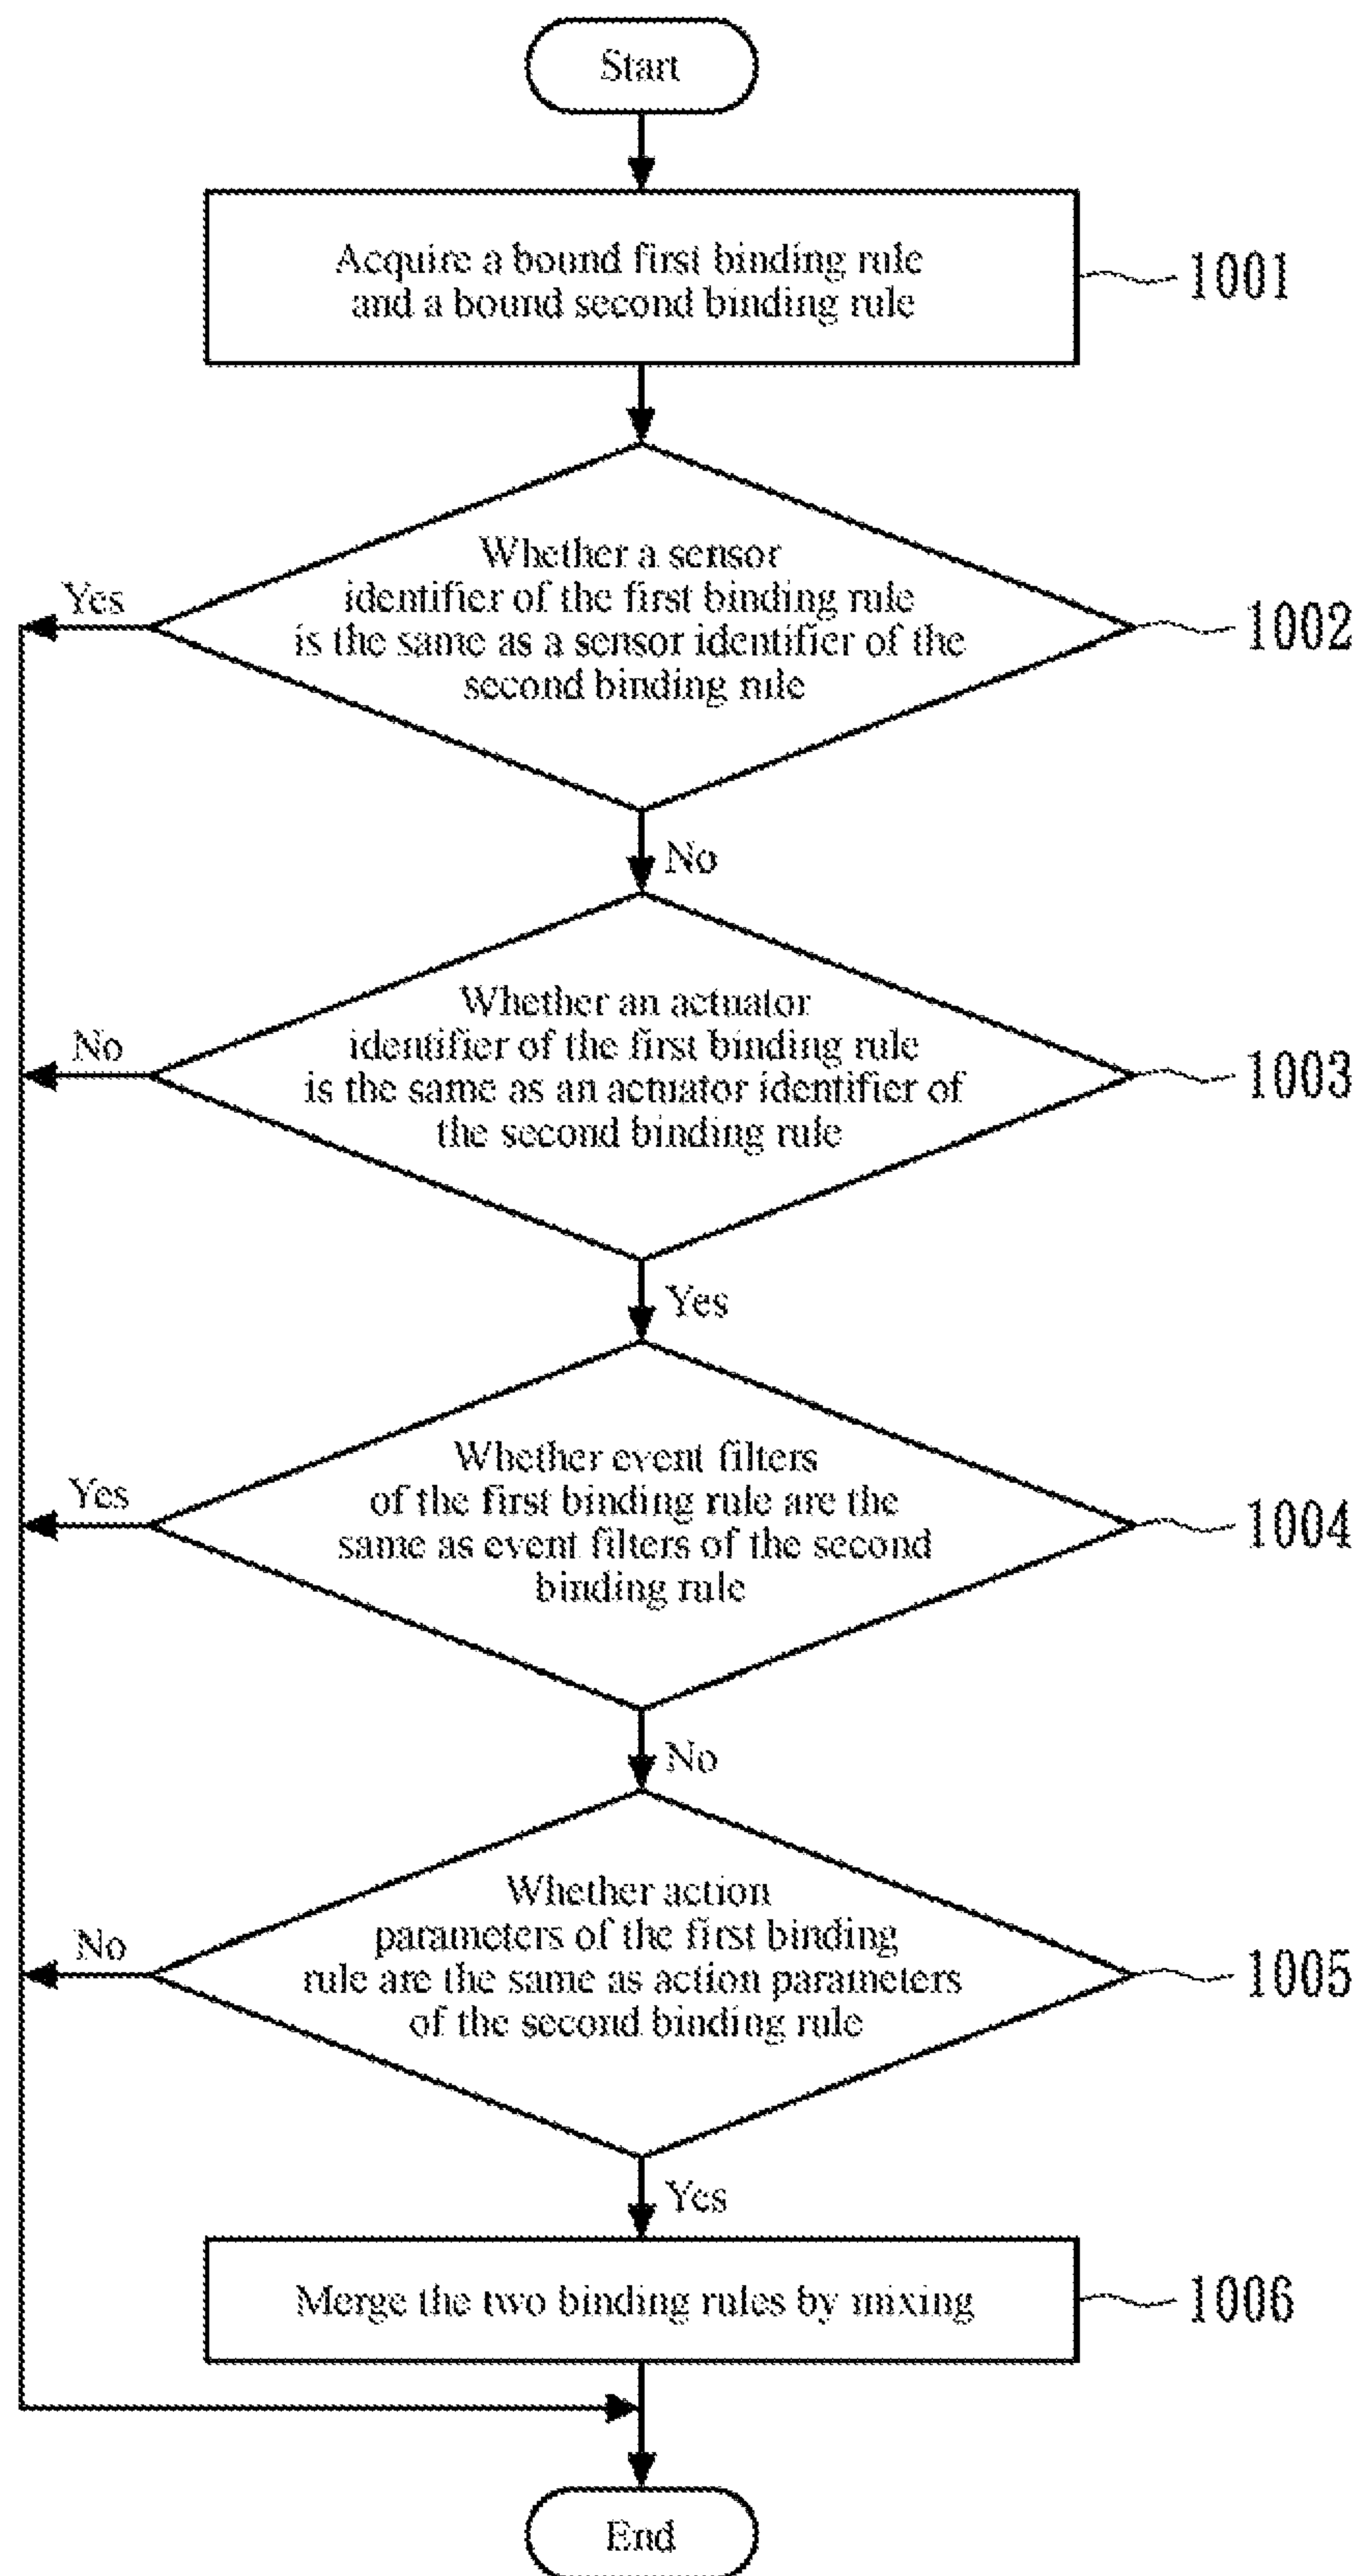 Start
Acquire a bound first binding rule
and a bound second binding rule
1001
Whether a sensor
identifier of the first binding rule
is the same as a sensor identifier of the
second binding rule
Yes
1002
No
Whether an actuator
identifier of the first binding rule
is the same as an actuator identifier of
the second binding rule
No
1003
Yes
Whether event filters
of the first binding rule are the
same as event filters of the second
binding rule
Yes
1004
No
Whether action
parameters of the first binding
rule are the same as action parameters
of the second binding rule
No
1005
Yes
Merge the two binding rules by mixing
1006
End